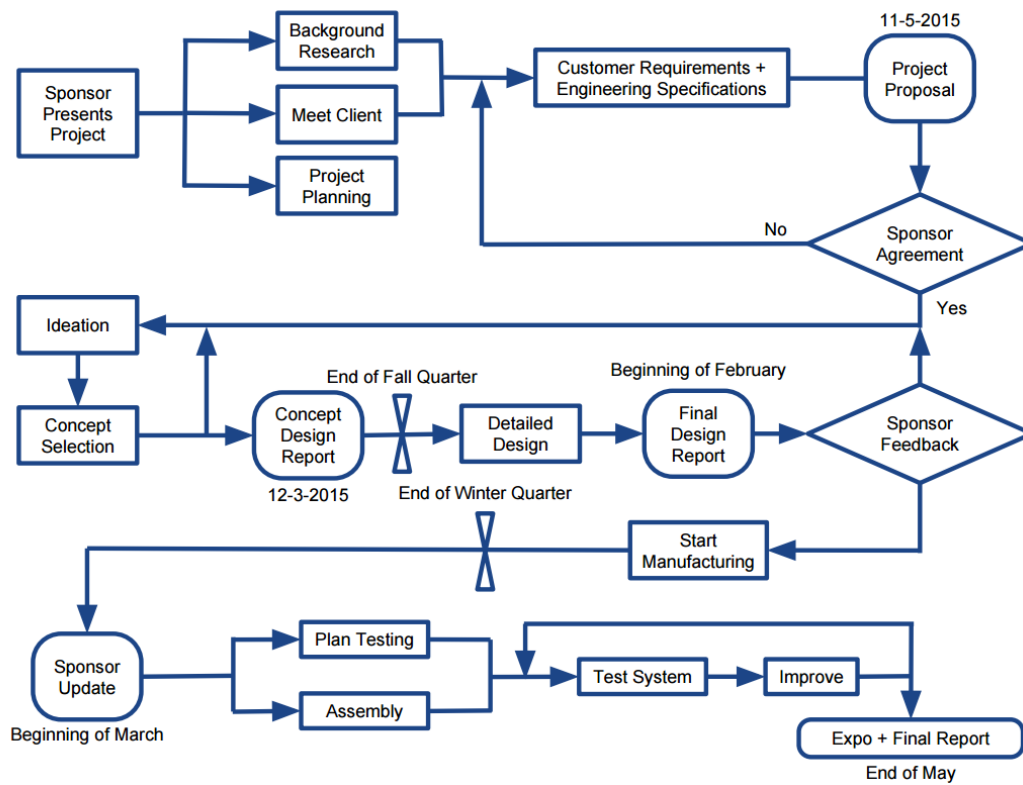 11-5-2015
Background
Research
Sponsor
Presents
Project
Meet Client
Project
Planning
Customer Requirements +
Engineering Specifications
Project
Proposal
No
Sponsor
Agreement
Yes
Ideation
Concept
Selection
End of Fall Quarter
Beginning of February
Concept
Design
Report
12-3-2015
Detailed
Design
Final
Design
Report
Sponsor
Feedback
End of Winter Quarter
Start
Manufacturing
Sponsor
Update
Beginning of March
Plan Testing
Assembly
Test System
Improve
Expo + Final Report
End of May